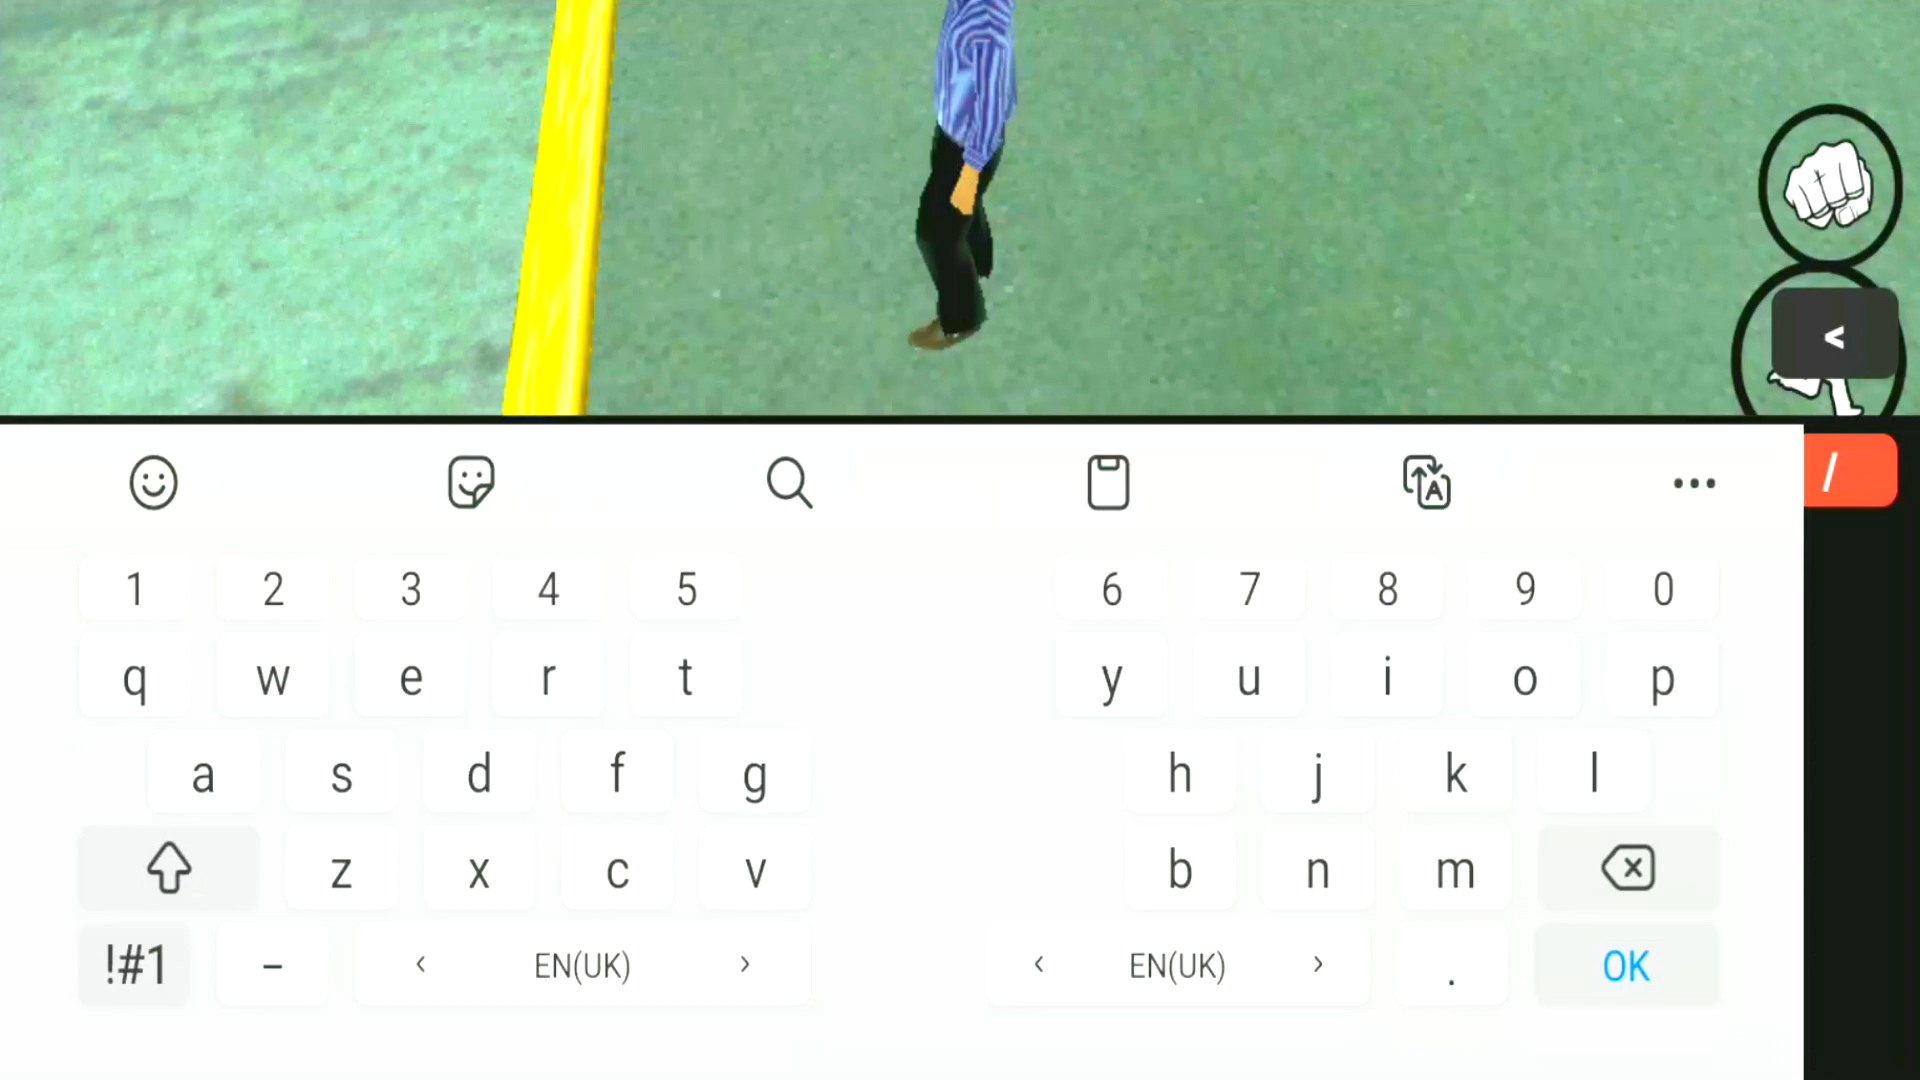 <
/
1 2 3 4 5 6 7 8 9 0
q w e r t y u i o p
a s d f g h j k l
z x c v b n m
!#1 - < EN(UK) > < EN(UK) > . OK